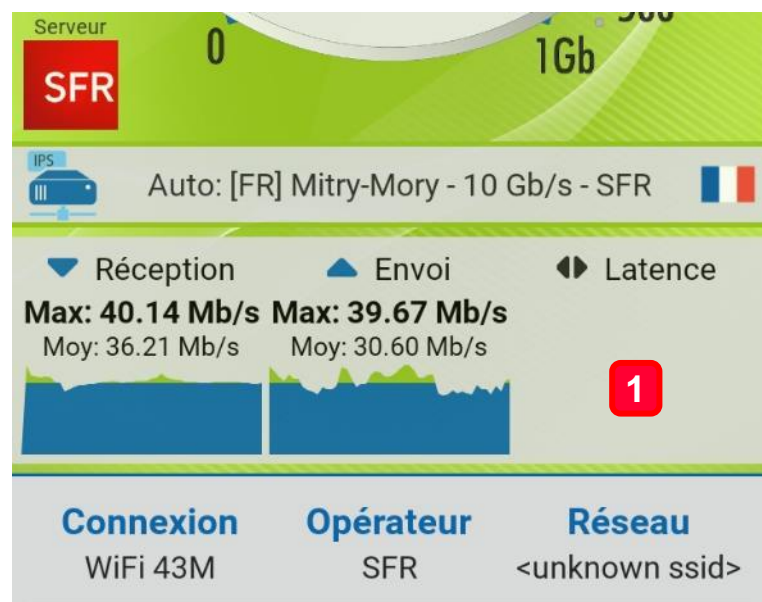 Serveur
0
1Gb
SFR
IPS
Auto: [FR] Mitry-Mory - 10 Gb/s - SFR
Réception
Envoi
Latence
Max: 40.14 Mb/s
Max: 39.67 Mb/s
Moy: 36.21 Mb/s
Moy: 30.60 Mb/s
1
Connexion
Opérateur
Réseau
WiFi 43M
SFR
<unknown ssid>